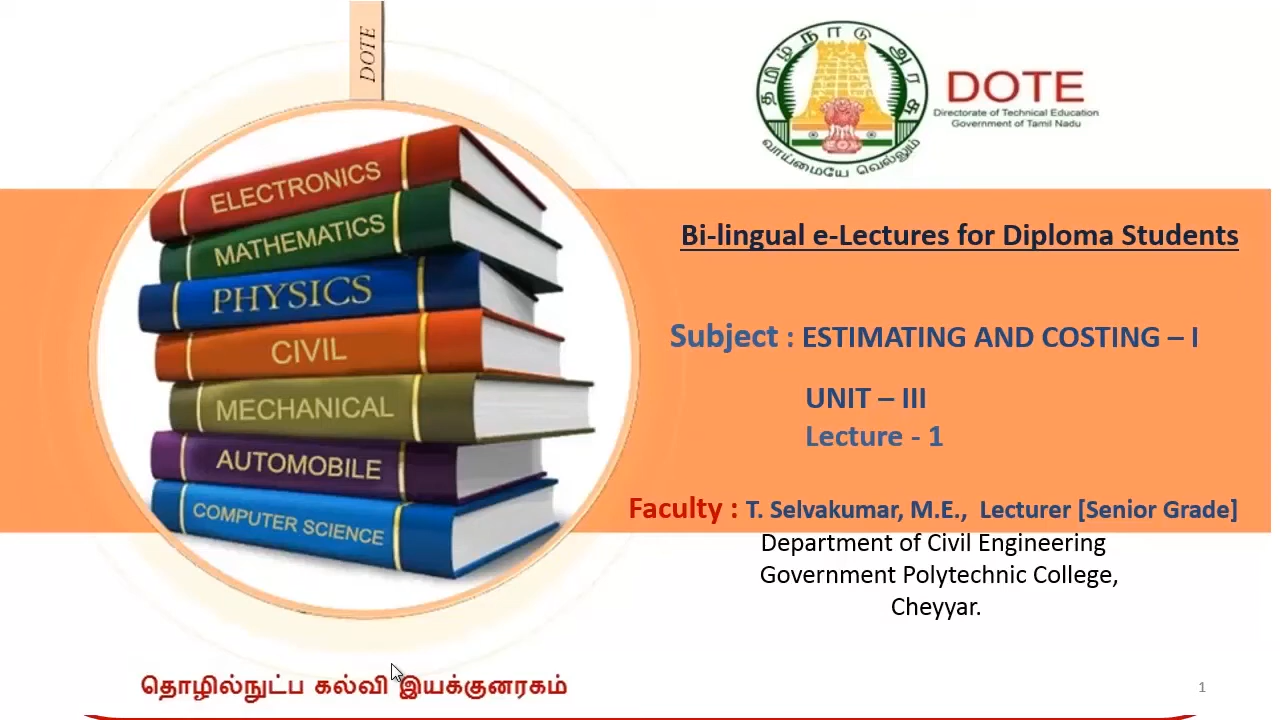 DOTE
தமிழ்நாடு அரசு
வாய்மையே வெல்லும்
DOTE
Directorate of Technical Education
Government of Tamil Nadu
ELECTRONICS
MATHEMATICS
PHYSICS
CIVIL
MECHANICAL
AUTOMOBILE
COMPUTER SCIENCE
Bi-lingual e-Lectures for Diploma Students
Subject : ESTIMATING AND COSTING – I
UNIT – III
Lecture - 1
Faculty : T. Selvakumar, M.E., Lecturer [Senior Grade]
Department of Civil Engineering
Government Polytechnic College,
Cheyyar.
தொழில்நுட்ப கல்வி இயக்குனரகம்
1